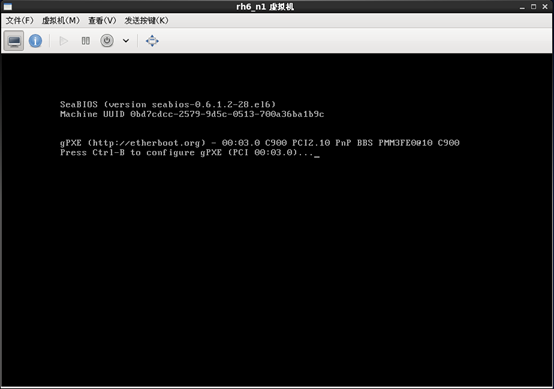 rh6_n1 虚拟机
文件(F) 虚拟机(M) 查看(V) 发送按键(K)
SeaBIOS (version seabios-0.6.1.2-28.el6)
Machine UUID 0bd7cdcc-2579-9d5c-0513-700a36ba1b9c
gPXE (http://etherboot.org) - 00:03.0 C900 PCI2.10 PnP BBS PMM3FE0@10 C900
Press Ctrl-B to configure gPXE (PCI 00:03.0)..._